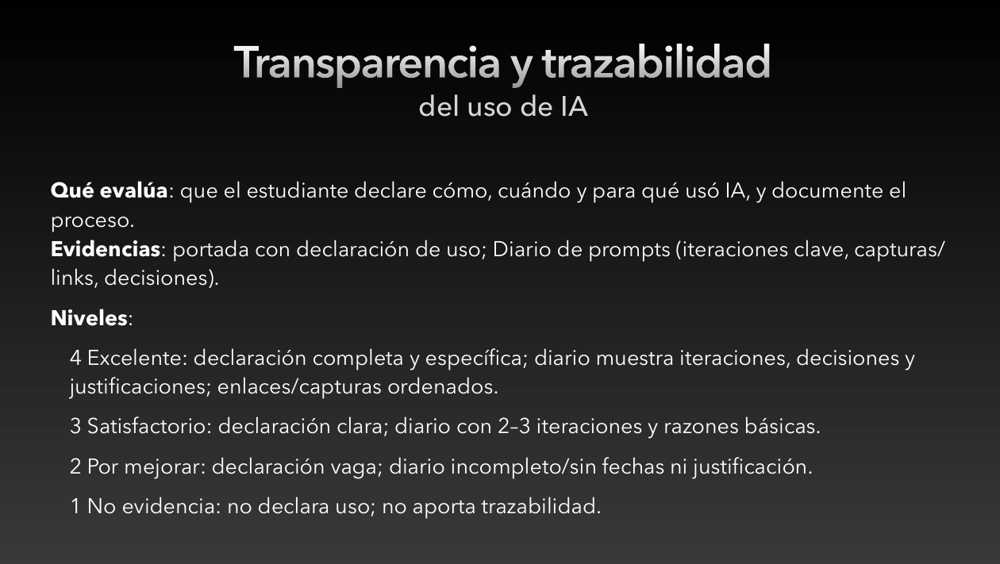 Transparencia y trazabilidad
del uso de IA
Qué evalúa: que el estudiante declare cómo, cuándo y para qué usó IA, y documente el
proceso.
Evidencias: portada con declaración de uso; Diario de prompts (iteraciones clave, capturas/
links, decisiones).
Niveles:
4 Excelente: declaración completa y específica; diario muestra iteraciones, decisiones y
justificaciones; enlaces/capturas ordenados.
3 Satisfactorio: declaración clara; diario con 2–3 iteraciones y razones básicas.
2 Por mejorar: declaración vaga; diario incompleto/sin fechas ni justificación.
1 No evidencia: no declara uso; no aporta trazabilidad.